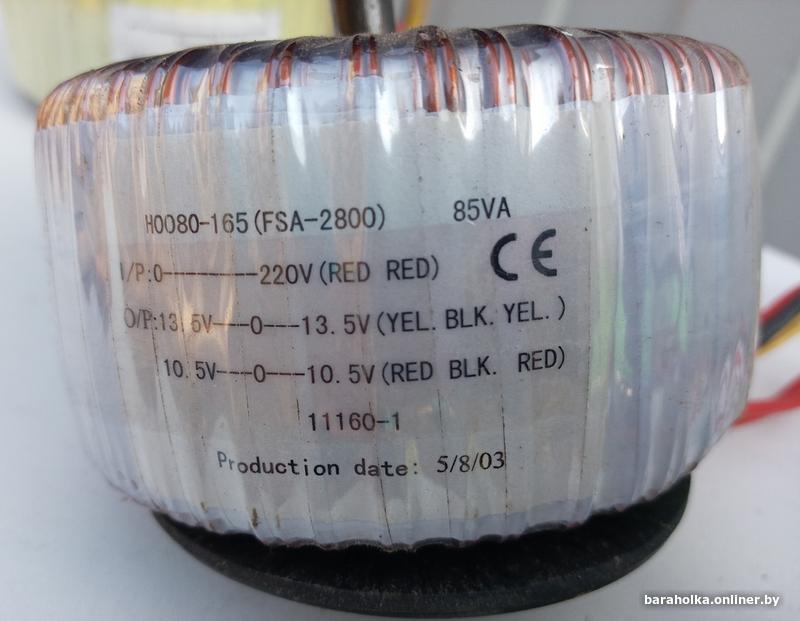 H0080-165(FSA-2800) 85VA
I/P:0--------220V(RED RED) CE
O/P:13.5V---0---13.5V(YEL. BLK. YEL.)
10.5V---0---10.5V(RED BLK. RED)
11160-1
Production date: 5/8/03
baraholka.onliner.by